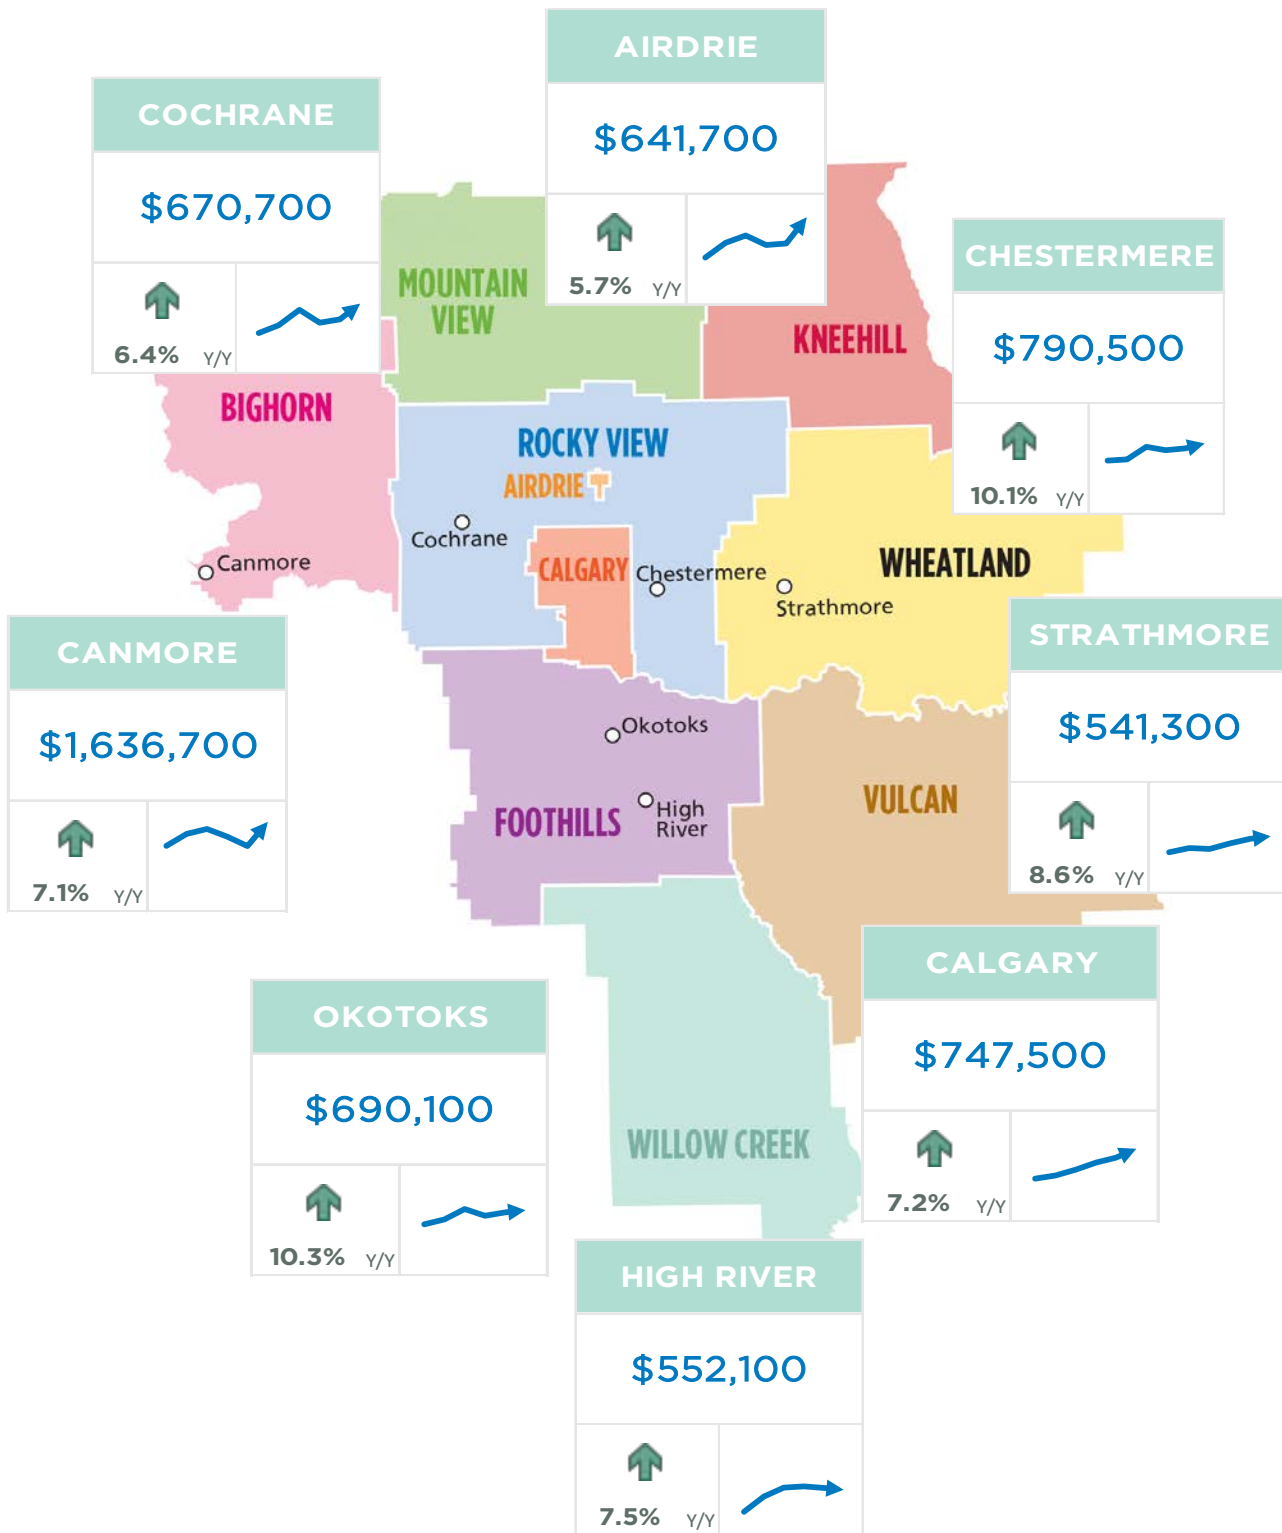 AIRDRIE
$641,700
5.7% Y/Y
COCHRANE
$670,700
6.4% Y/Y
CHESTERMERE
$790,500
10.1% Y/Y
MOUNTAIN
VIEW
KNEEHILL
BIGHORN
ROCKY VIEW
AIRDRIE
Cochrane
Canmore
CALGARY
Chestermere
WHEATLAND
Strathmore
CANMORE
$1,636,700
7.1% Y/Y
STRATHMORE
$541,300
8.6% Y/Y
Okotoks
High
River
FOOTHILLS
VULCAN
CALGARY
$747,500
7.2% Y/Y
OKOTOKS
$690,100
10.3% Y/Y
WILLOW CREEK
HIGH RIVER
$552,100
7.5% Y/Y